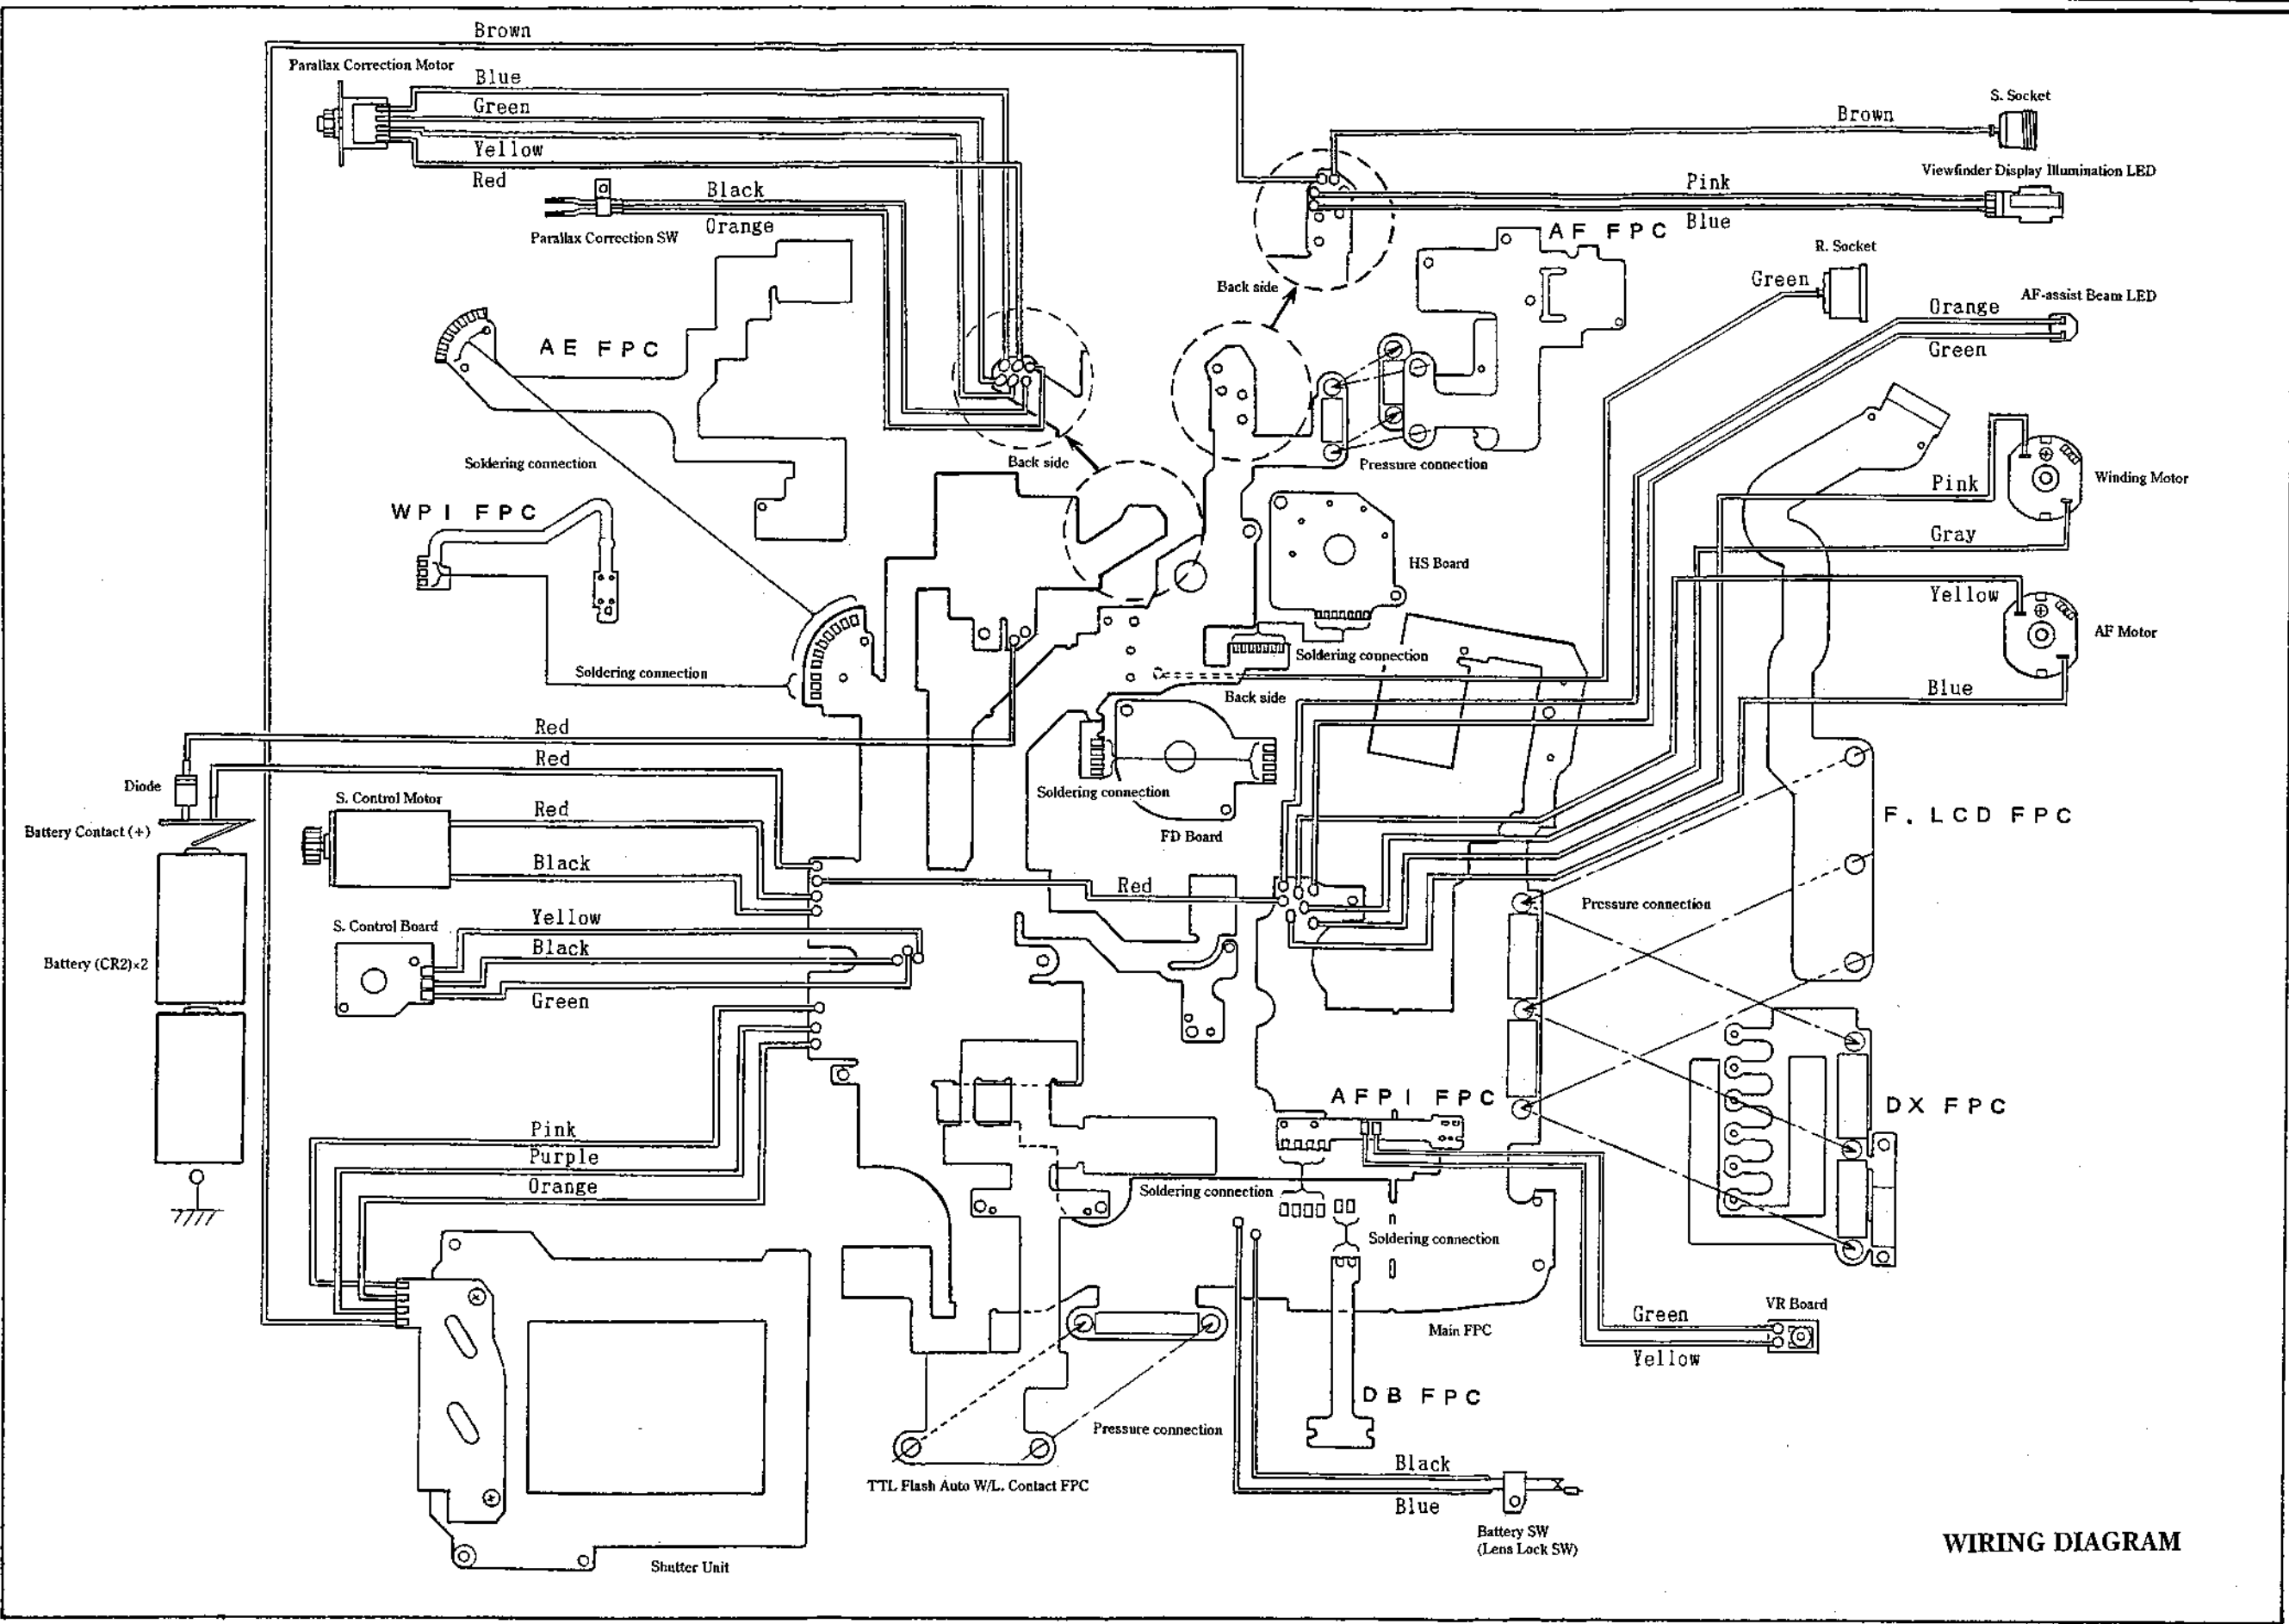 Brown
Parallax Correction Motor
Blue
Green
Yellow
Red
Black
Orange
Parallax Correction SW
S. Socket
Brown
Viewfinder Display Illumination LED
Pink
Blue
AF FPC
R. Socket
Green
Back side
AF-assist Beam LED
Orange
Green
AE FPC
Soldering connection
Back side
Pressure connection
Winding Motor
Pink
WPI FPC
Gray
HS Board
Yellow
AF Motor
Soldering connection
Soldering connection
Back side
Blue
Red
Red
Diode
S. Control Motor
Soldering connection
Red
Battery Contact (+)
FD Board
F. LCD FPC
Black
Red
Pressure connection
Yellow
S. Control Board
Black
Battery (CR2)×2
Green
AFPI FPC
DX FPC
Pink
Purple
Orange
Soldering connection
Soldering connection
VR Board
Green
Main FPC
Yellow
DB FPC
Pressure connection
Black
TTL Flash Auto W/L. Contact FPC
Blue
Battery SW
(Lens Lock SW)
WIRING DIAGRAM
Shutter Unit